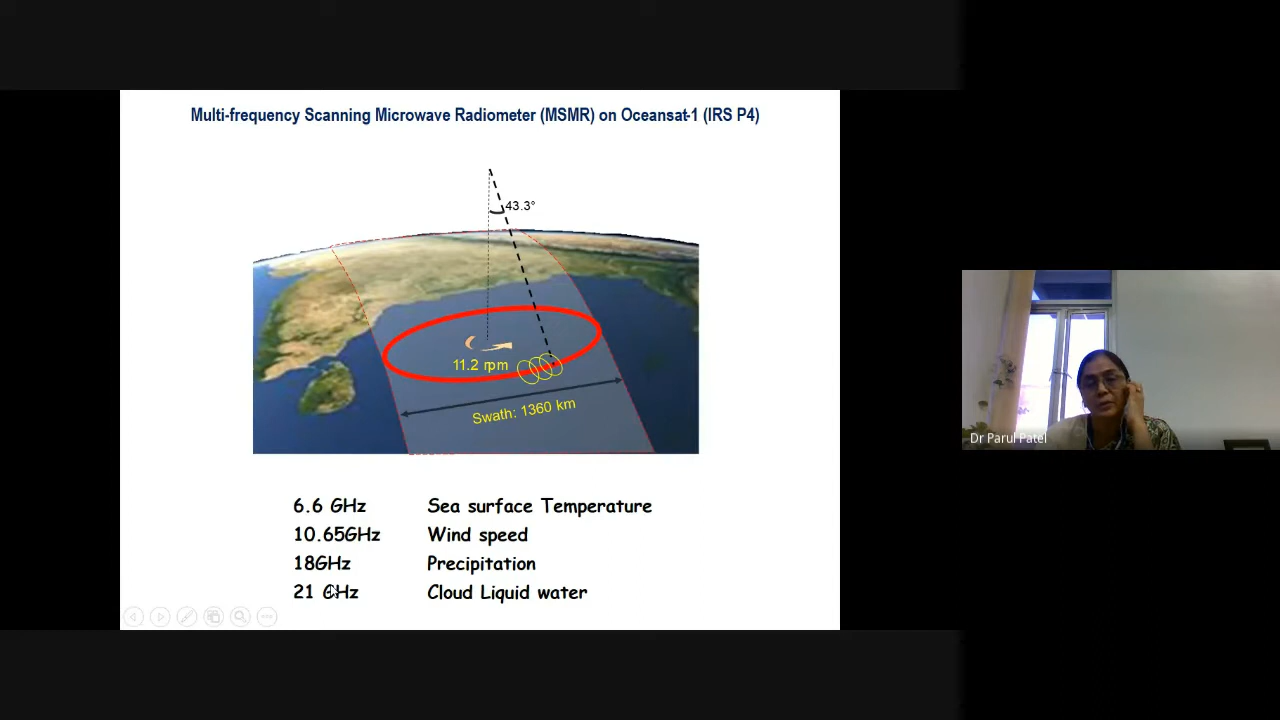 Multi-frequency Scanning Microwave Radiometer (MSMR) on Oceansat-1 (IRS P4)
43.3°
11.2 rpm
Swath: 1360 km
6.6 GHz Sea surface Temperature
10.65GHz Wind speed
18GHz Precipitation
21 GHz Cloud Liquid water
Dr Parul Patel